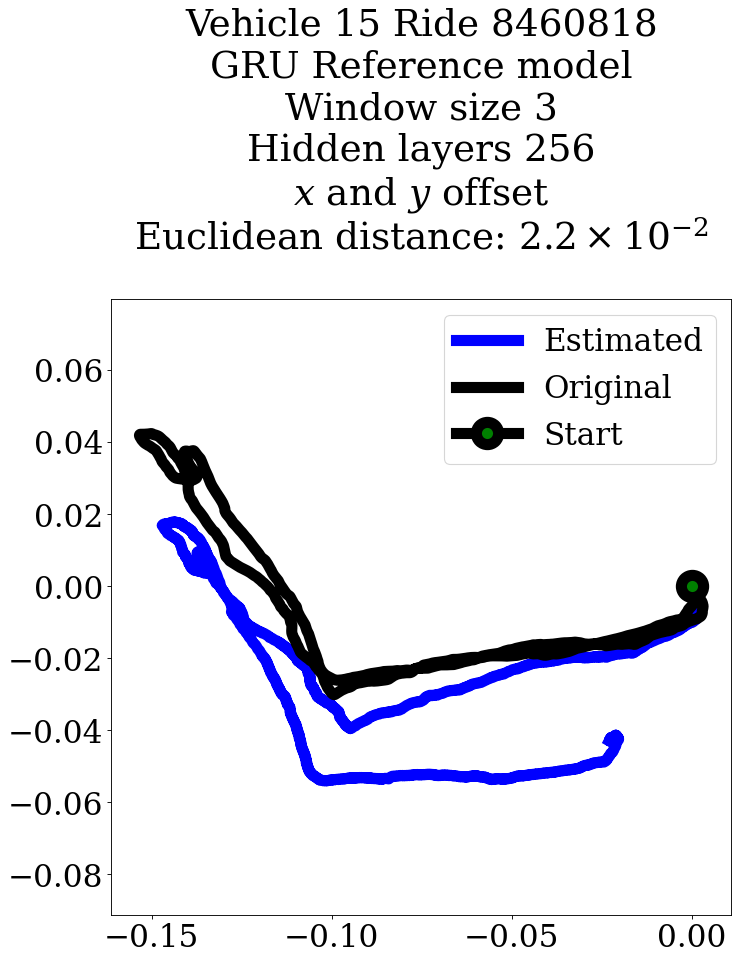 Vehicle 15 Ride 8460818
GRU Reference model
Window size 3
Hidden layers 256
x and y offset
Euclidean distance: 2.2 × 10⁻²
Estimated
Original
Start
0.06
0.04
0.02
0.00
−0.02
−0.04
−0.06
−0.08
−0.15 −0.10 −0.05 0.00